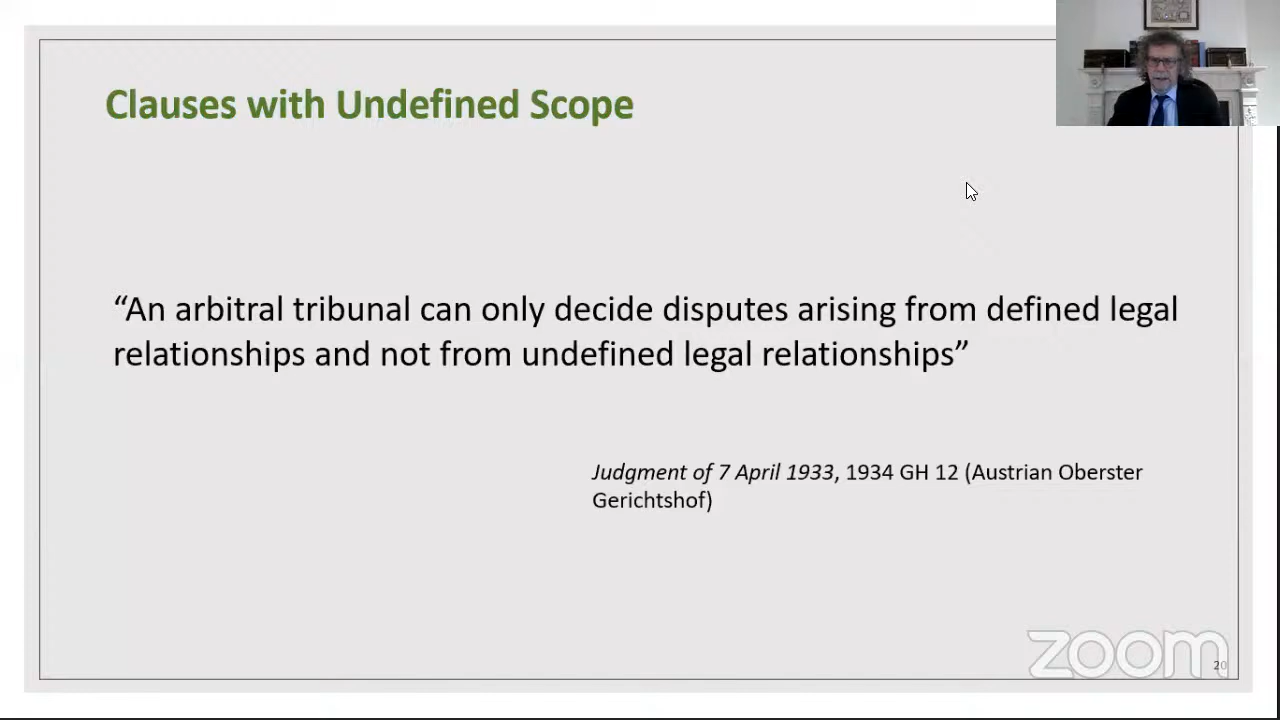 Clauses with Undefined Scope
“An arbitral tribunal can only decide disputes arising from defined legal
relationships and not from undefined legal relationships”
Judgment of 7 April 1933, 1934 GH 12 (Austrian Oberster
Gerichtshof)
zoom
20